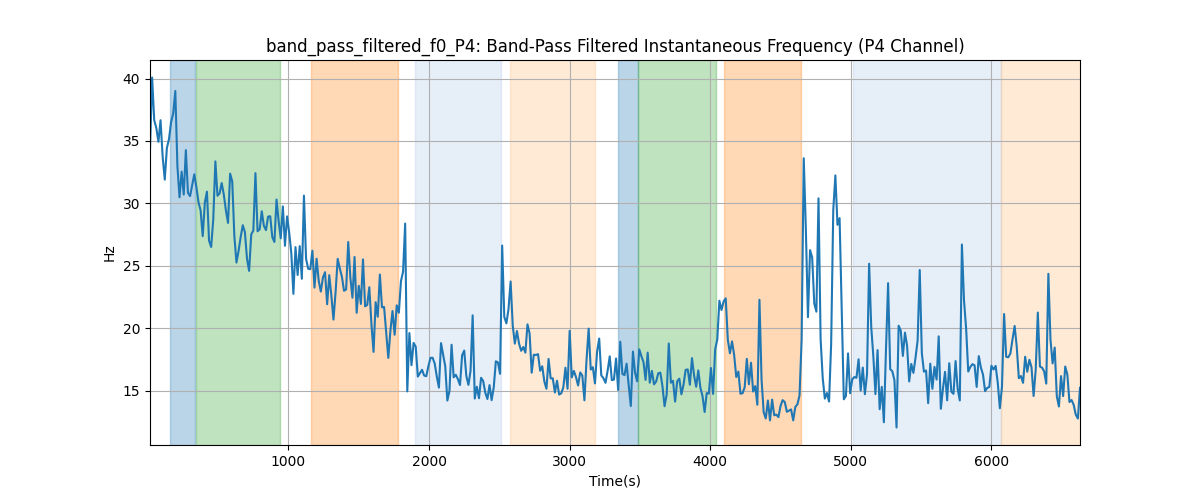 band_pass_filtered_f0_P4: Band-Pass Filtered Instantaneous Frequency (P4 Channel)
40
35
30
25
20
15
Hz
1000 2000 3000 4000 5000 6000
Time(s)